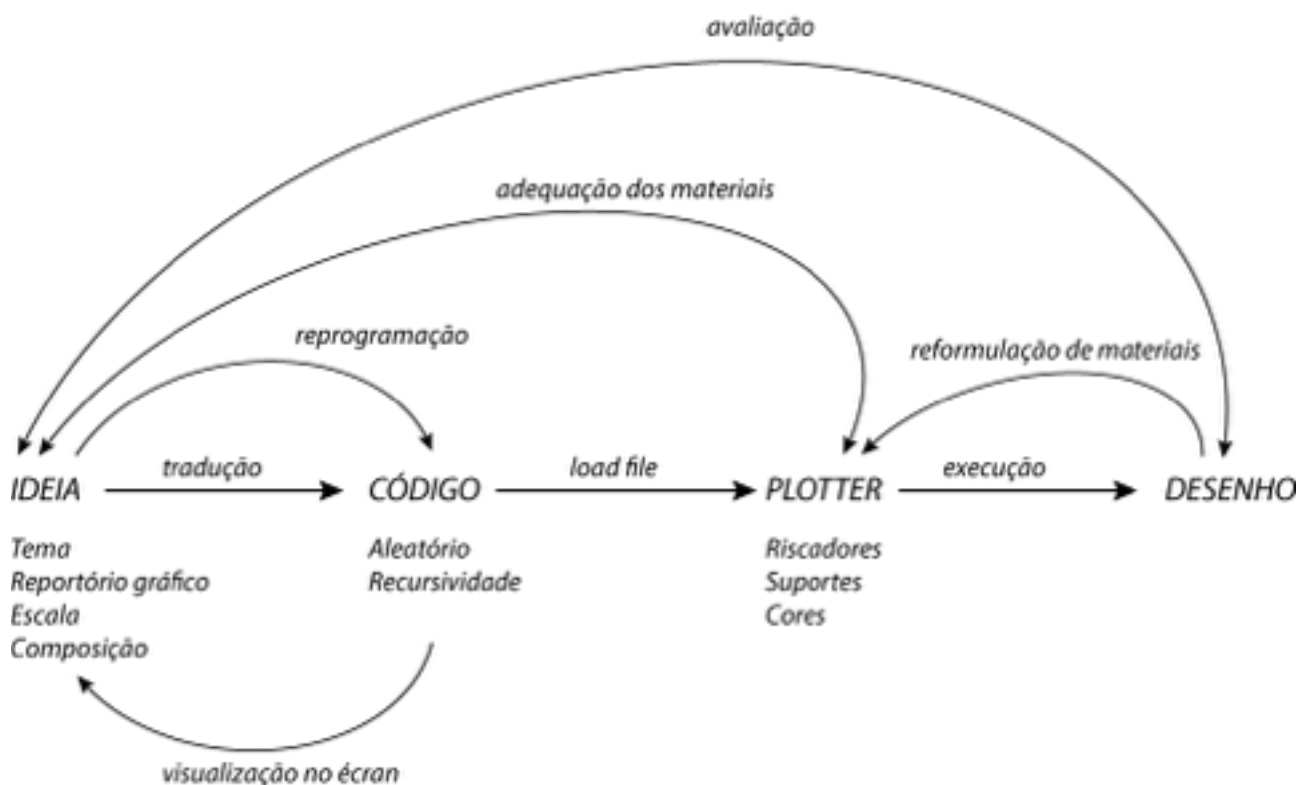 avaliação
adequação dos materiais
reprogramação
reformulação de materiais
tradução
load file
execução
IDEIA
CÓDIGO
PLOTTER
DESENHO
Tema
Reportório gráfico
Escala
Composição
Aleatório
Recursividade
Riscadores
Suportes
Cores
visualização no écran